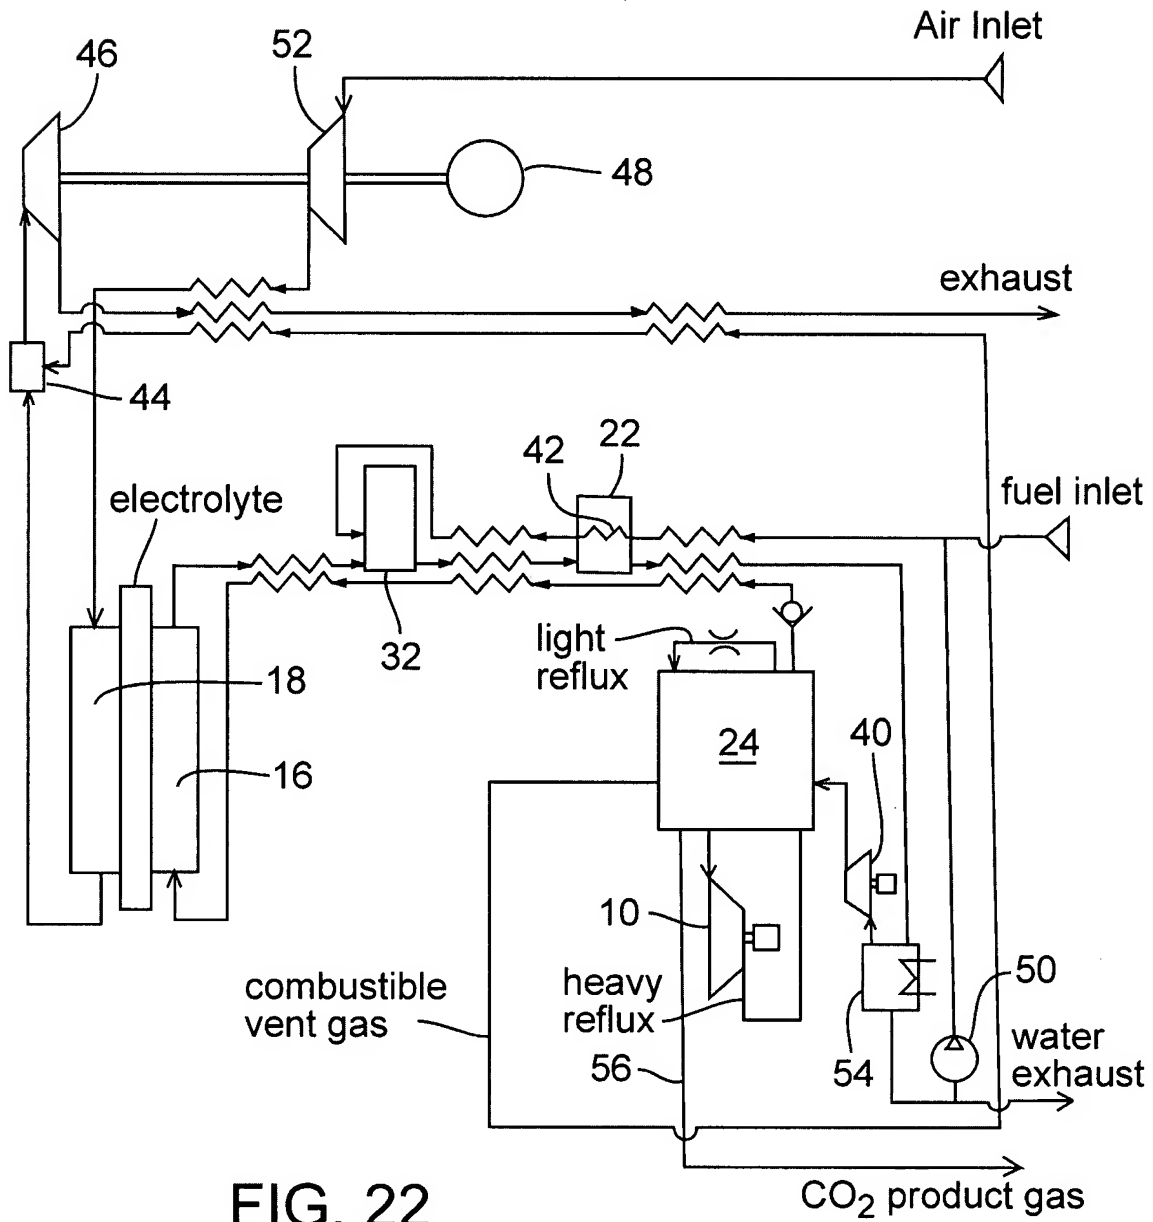 Air Inlet
46
52
48
exhaust
44
22
42
fuel inlet
electrolyte
32
light
reflux
18
24
40
16
10
combustible
vent gas
heavy
reflux
50
56
54
water
exhaust
CO₂ product gas
FIG. 22